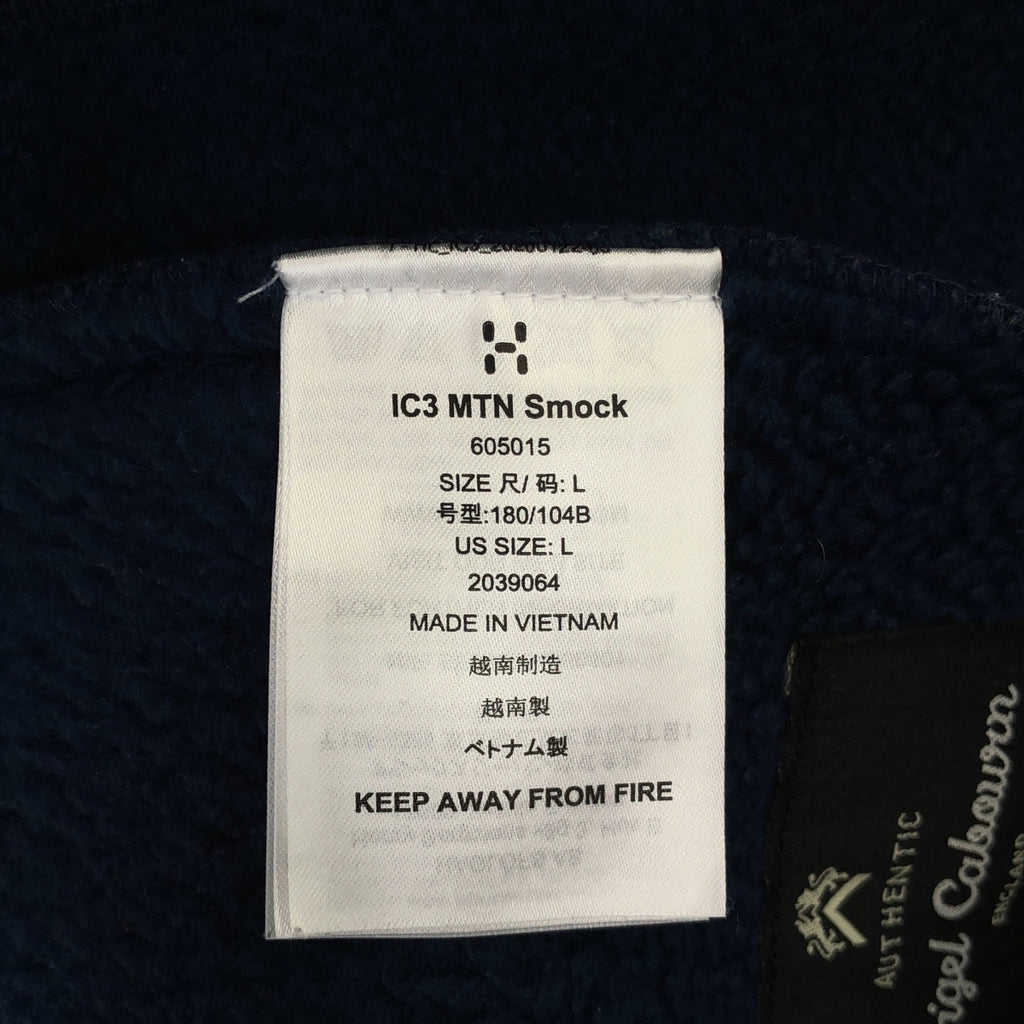 IC3 MTN Smock
605015
SIZE 尺/ 码: L
号型:180/104B
US SIZE: L
2039064
MADE IN VIETNAM
越南制造
越南製
ベトナム製
KEEP AWAY FROM FIRE
AUTHENTIC
Cabourn
ENGLAND